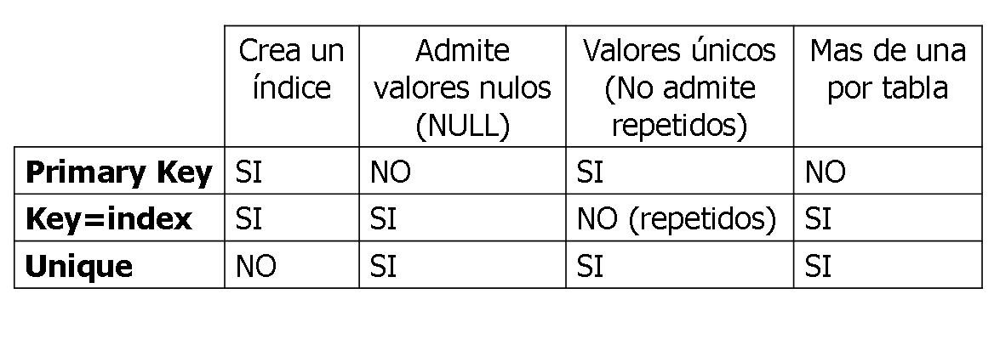 Crea un
índice
Admite
valores nulos
(NULL)
Valores únicos
(No admite
repetidos)
Mas de una
por tabla
Primary Key SI NO SI NO
Key=index SI SI NO (repetidos) SI
Unique NO SI SI SI